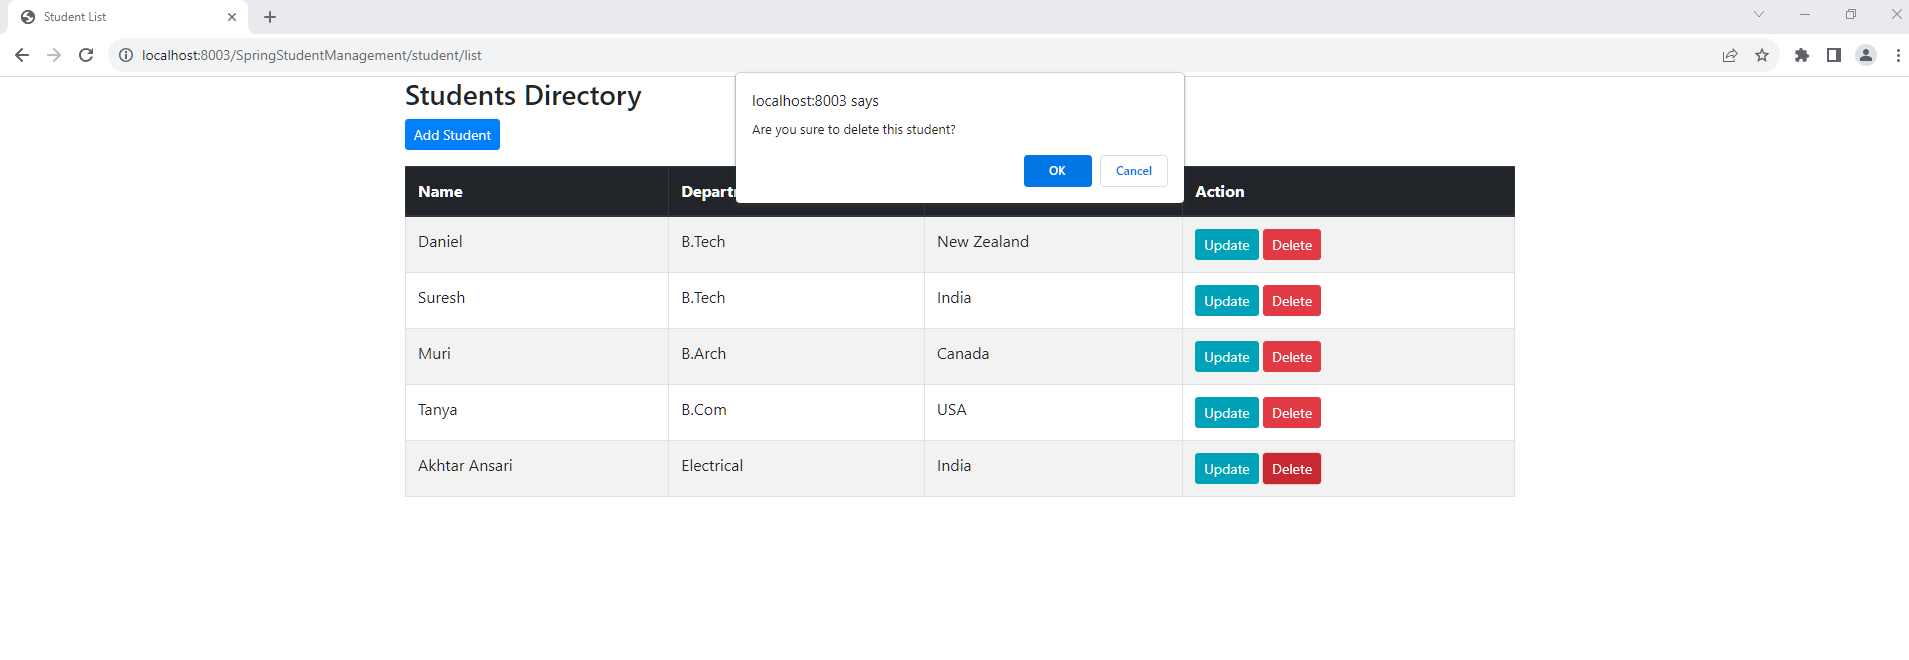 Student List
localhost:8003/SpringStudentManagement/student/list
Students Directory
Add Student
localhost:8003 says
Are you sure to delete this student?
OK Cancel
Name Depart Action
Daniel B.Tech New Zealand Update Delete
Suresh B.Tech India Update Delete
Muri B.Arch Canada Update Delete
Tanya B.Com USA Update Delete
Akhtar Ansari Electrical India Update Delete